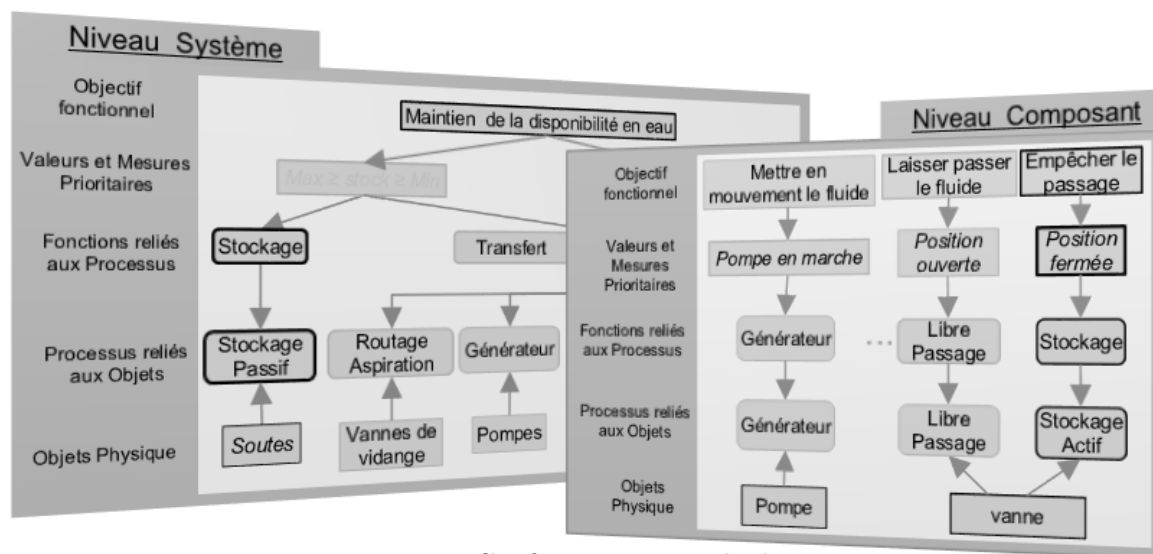 Niveau Système
Objectif
fonctionnel
Maintien de la disponibilité en eau
Valeurs et Mesures
Prioritaires
Max ≥ stock ≥ Min
Fonctions reliés
aux Processus
Stockage
Transfert
Processus reliés
aux Objets
Stockage
Passif
Routage
Aspiration
Générateur
Objets Physique
Soutes
Vannes de
vidange
Pompes
Niveau Composant
Objectif
fonctionnel
Mettre en
mouvement le fluide
Laisser passer
le fluide
Empêcher le
passage
Valeurs et
Mesures
Prioritaires
Pompe en marche
Position
ouverte
Position
fermée
Fonctions reliés
aux Processus
Générateur
...
Libre
Passage
Stockage
Processus reliés
aux Objets
Générateur
Libre
Passage
Stockage
Actif
Objets
Physique
Pompe
vanne